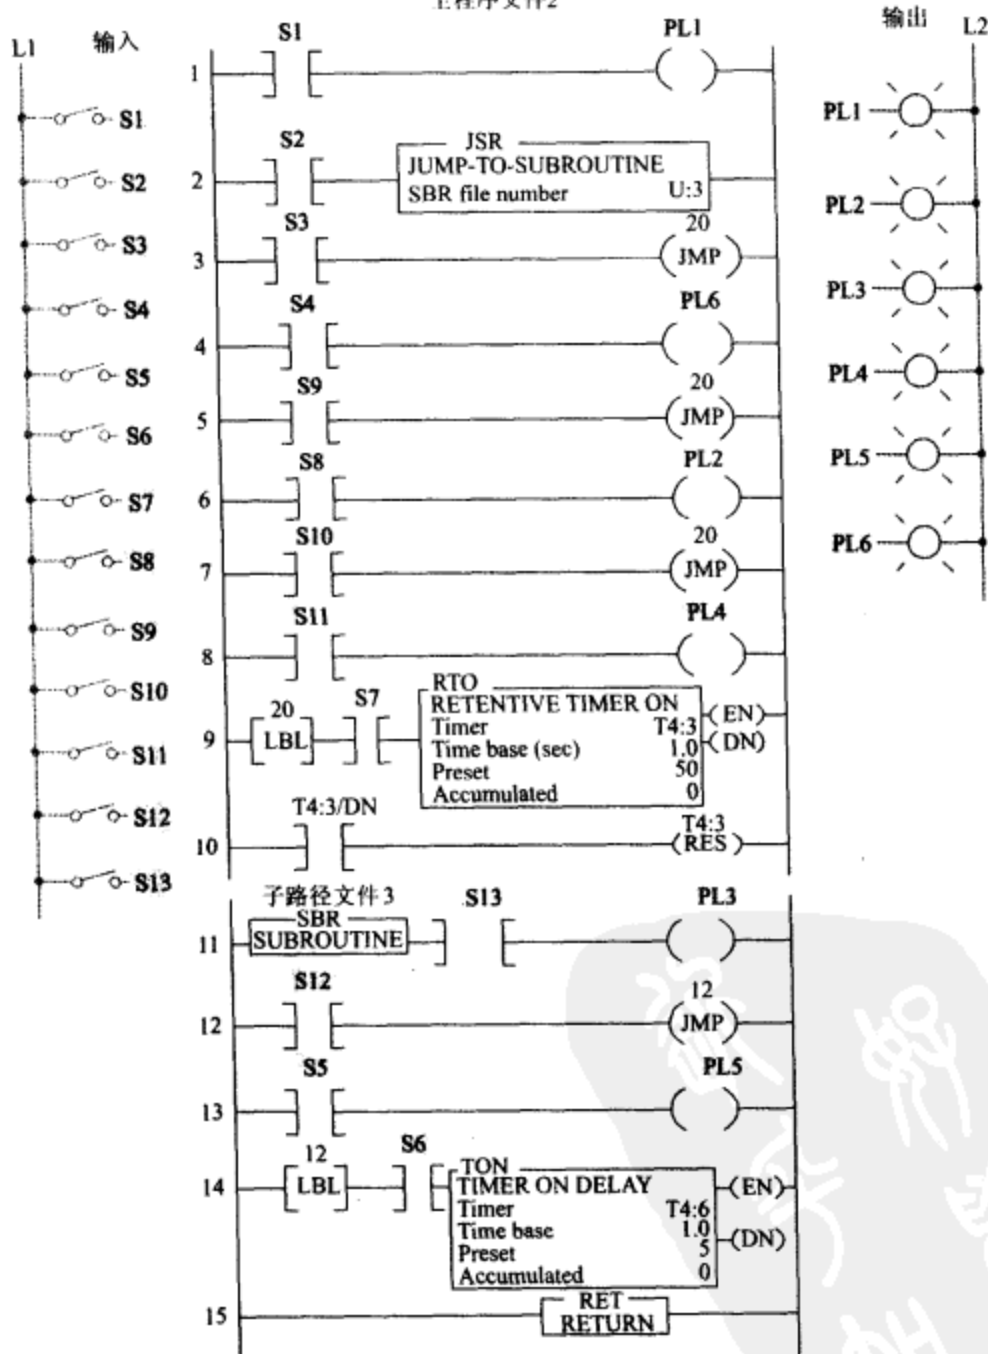 主程序文件2
L1 输入
输出 L2
S1 PL1
1
S2
2
JSR
JUMP-TO-SUBROUTINE
SBR file number U:3
S3 20
3 JMP
S4 PL6
4
S9 20
5 JMP
S8 PL2
6
S10 20
7 JMP
S11 PL4
8
RTO
20 S7 RETENTIVE TIMER ON EN
9 LBL Timer T4:3 DN
Time base (sec) 1.0
Preset 50
Accumulated 0
T4:3/DN T4:3
10 RES
子路径文件3 S13 PL3
SBR
11 SUBROUTINE
S12 12
12 JMP
S5 PL5
13
12 S6 TON
14 LBL TIMER ON DELAY EN
Timer T4:6
Time base 1.0 DN
Preset 5
Accumulated 0
RET
15 RETURN
S1
S2
S3
S4
S5
S6
S7
S8
S9
S10
S11
S12
S13
PL1
PL2
PL3
PL4
PL5
PL6